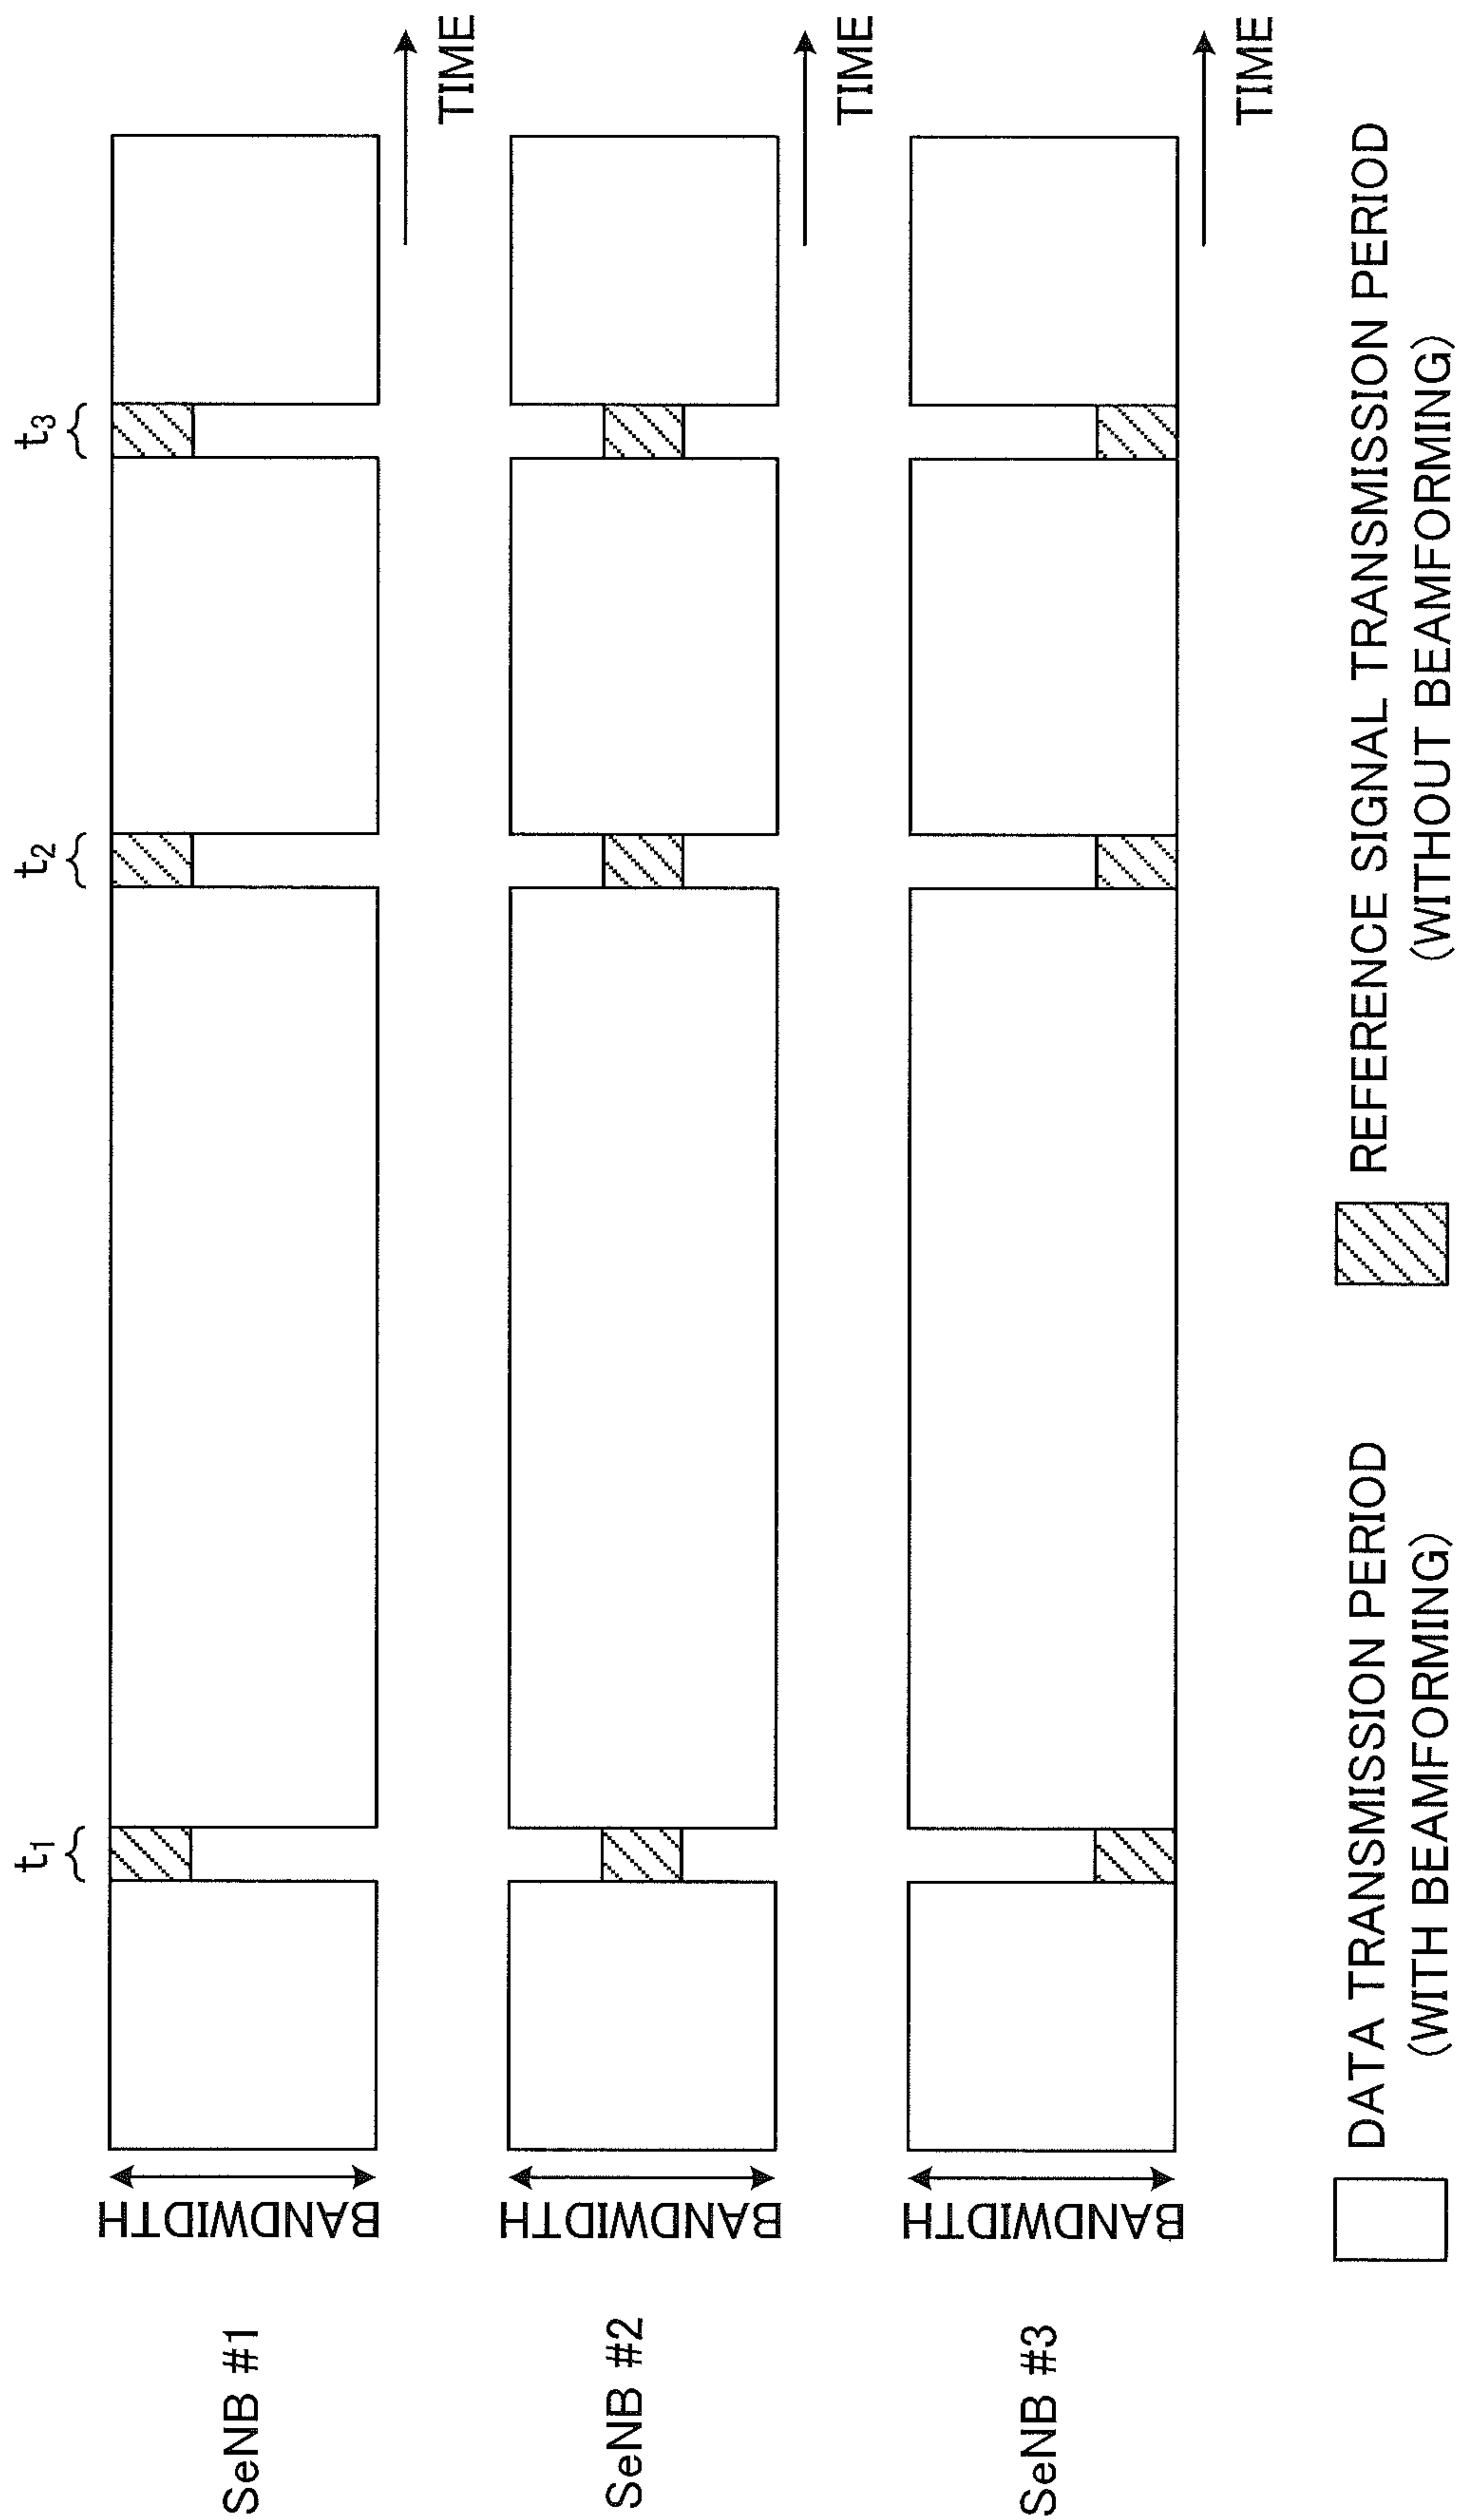 t1
t2
t3
SeNB #1
BANDWIDTH
TIME
SeNB #2
BANDWIDTH
TIME
SeNB #3
BANDWIDTH
TIME
DATA TRANSMISSION PERIOD
(WITH BEAMFORMING)
REFERENCE SIGNAL TRANSMISSION PERIOD
(WITHOUT BEAMFORMING)